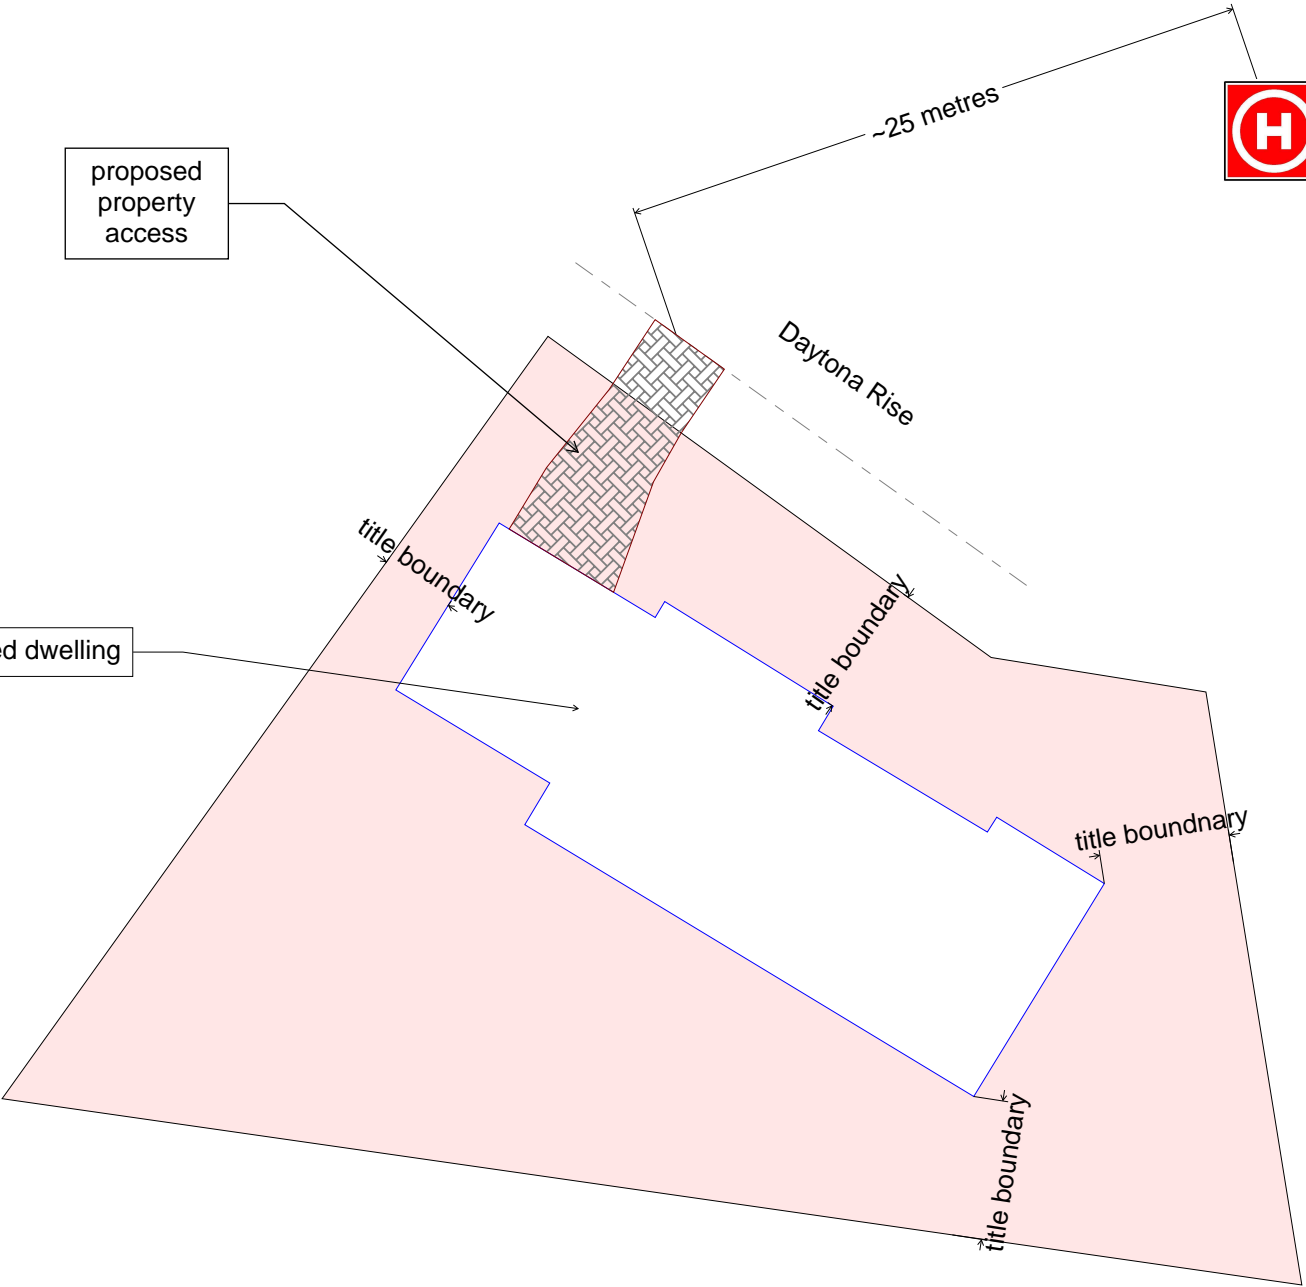 ~25 metres
H
proposed
property
access
Daytona Rise
title boundary
title boundary
ed dwelling
title boundnary
title boundary